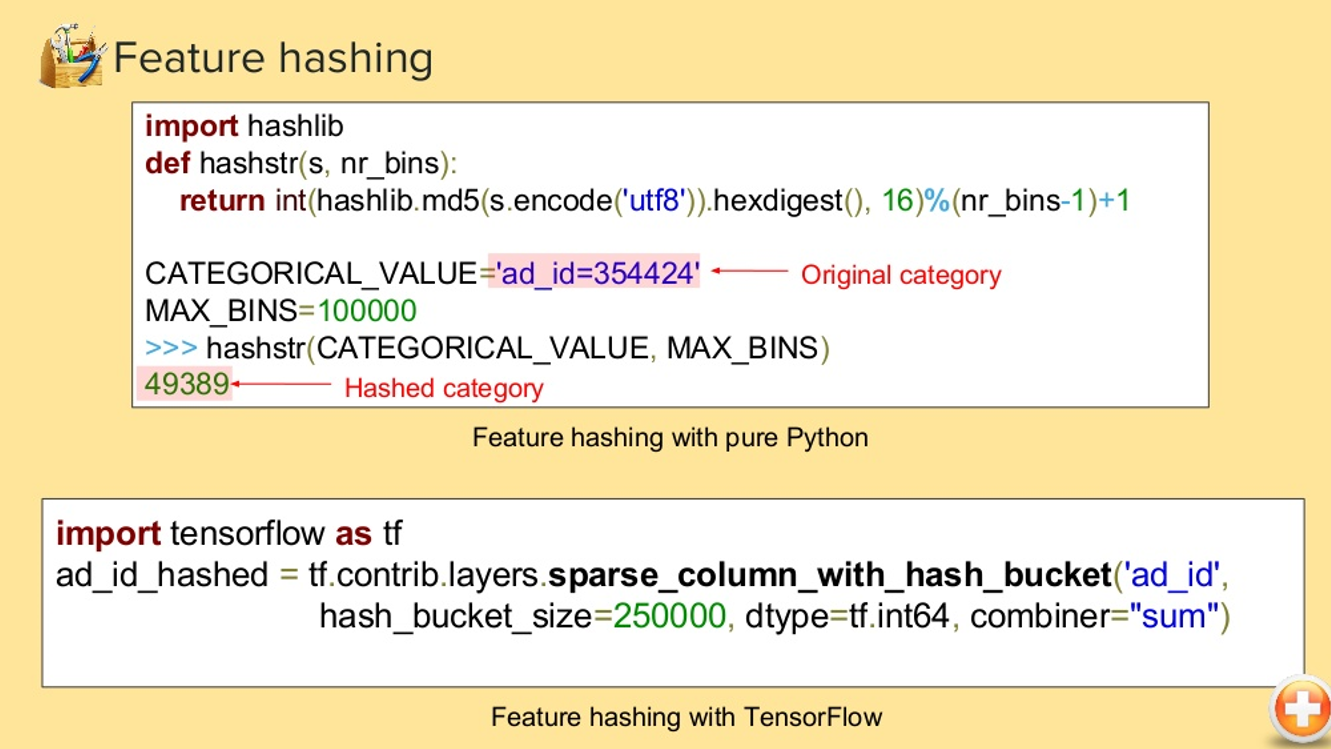 Feature hashing
import hashlib
def hashstr(s, nr_bins):
    return int(hashlib.md5(s.encode('utf8')).hexdigest(), 16)%(nr_bins-1)+1
CATEGORICAL_VALUE='ad_id=354424' Original category
MAX_BINS=100000
>>> hashstr(CATEGORICAL_VALUE, MAX_BINS)
49389 Hashed category
Feature hashing with pure Python
import tensorflow as tf
ad_id_hashed = tf.contrib.layers.sparse_column_with_hash_bucket('ad_id',
hash_bucket_size=250000, dtype=tf.int64, combiner="sum")
Feature hashing with TensorFlow